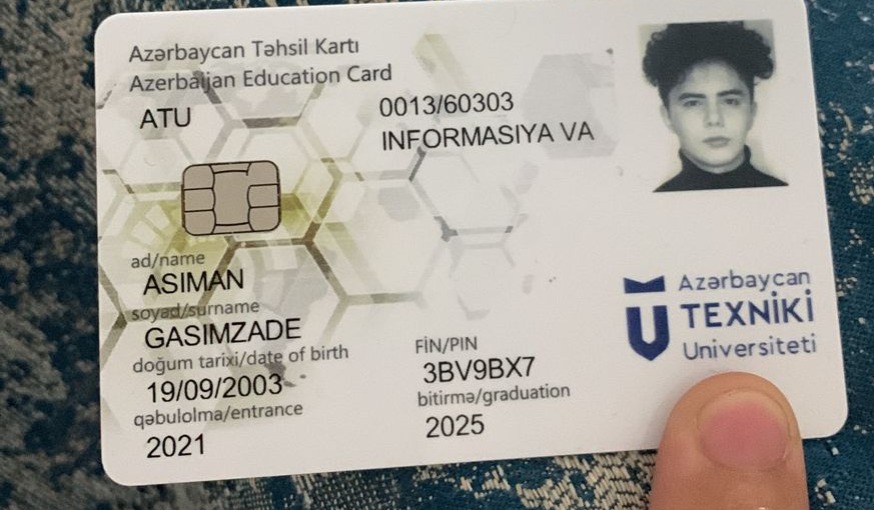 Azərbaycan Təhsil Kartı
Azerbaijan Education Card
ATU
0013/60303
INFORMASIYA VA
ad/name
ASIMAN
soyad/surname
GASIMZADE
doğum tarixi/date of birth
19/09/2003
qəbulolma/entrance
2021
FİN/PIN
3BV9BX7
bitirmə/graduation
2025
Azərbaycan
TEXNİKİ
Universiteti